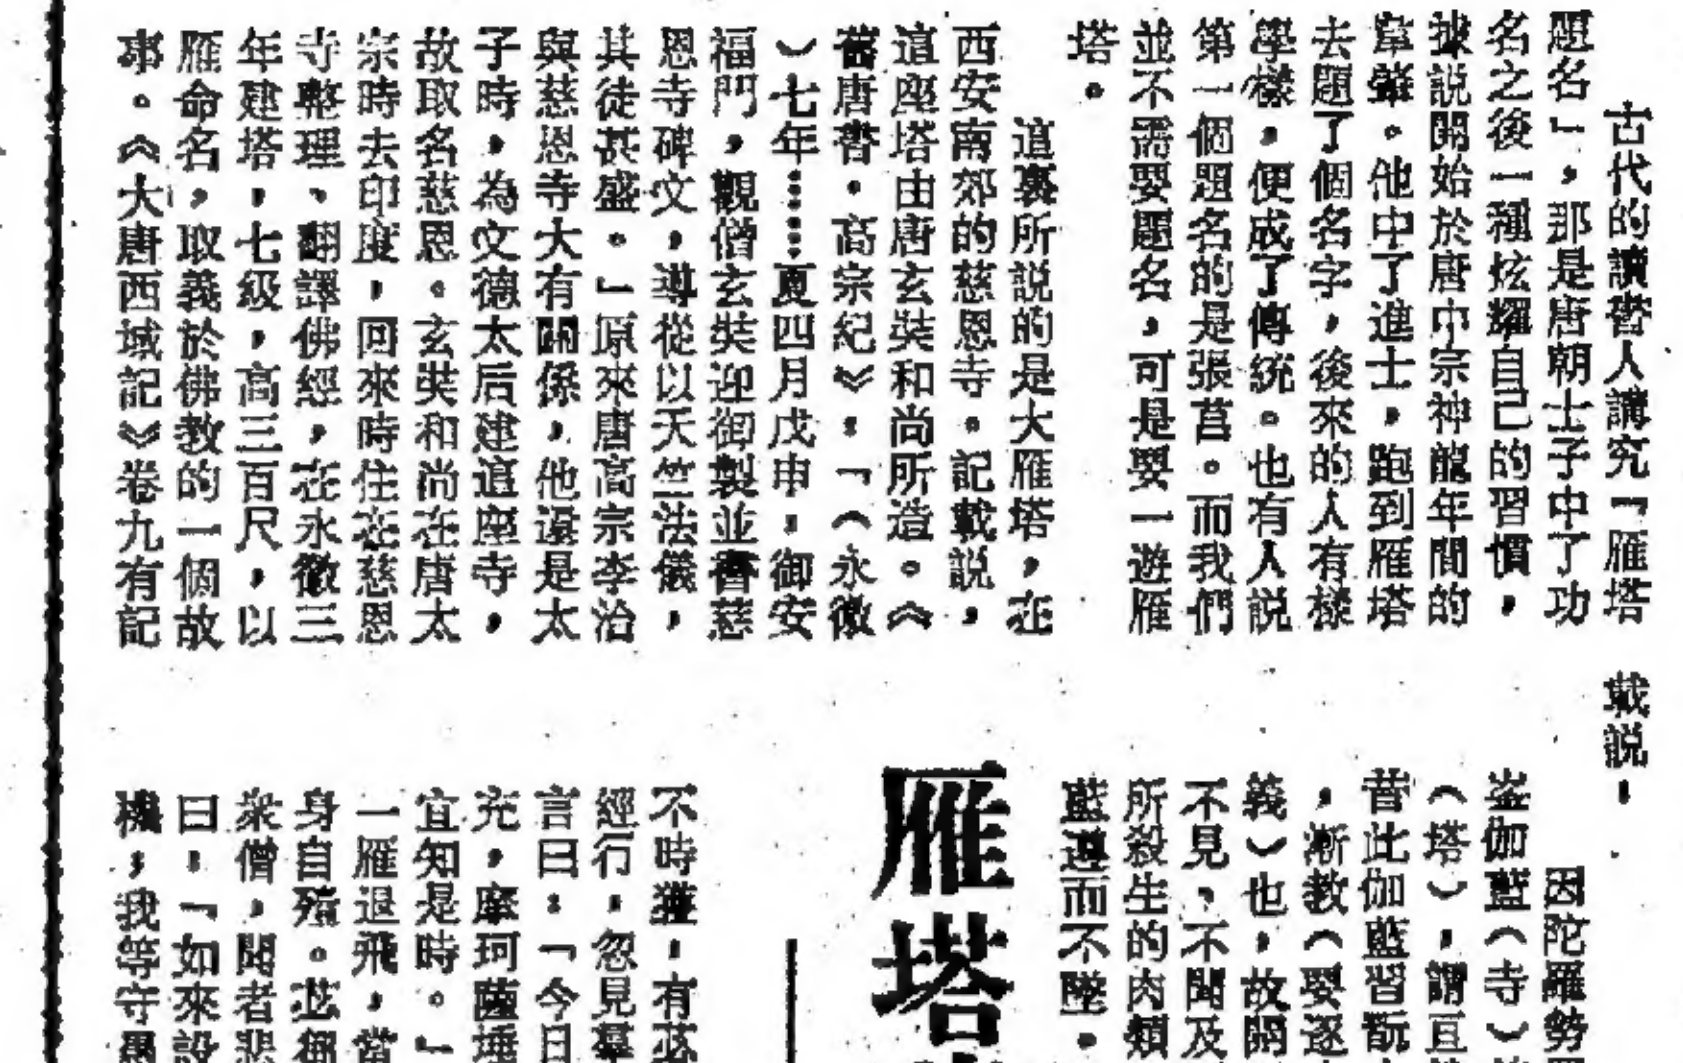 古代的讀書人講究「雁塔
題名」，那是唐朝士子中了功
名之後一種炫耀自己的習慣，
據説開始於唐中宗神龍年間的
韋肇。他中了進士，跑到雁塔
去題了個名字，後來的人有樣
學樣，便成了傳統。也有人説
第一個題名的是張莒。而我們
並不需要題名，可是要一遊雁
塔。
這裏所説的是大雁塔，在
西安南郊的慈恩寺。記載説，
這座塔由唐玄奘和尚所造。《
舊唐書．高宗紀》：「（永徽
）七年……夏四月戊申，御安
福門，觀僧玄奘迎御製並書慈
恩寺碑文，導從以天竺法儀，
其徒甚盛。」原來唐高宗李治
與慈恩寺大有關係，他還是太
子時，為文德太后建這座寺，
故取名慈恩。玄奘和尚在唐太
宗時去印度，回來時住在慈恩
寺整理、翻譯佛經，在永徽三
年建塔，七級，高三百尺，以
雁命名，取義於佛教的一個故
事。《大唐西域記》卷九有記
載説，
因陀羅勢
崟伽藍（寺）
（塔），謂亘
昔此伽藍習翫
，漸教（要逐
義）也，故開
不見，不聞及
所殺生的肉類
藍遵而不墜。
雁塔
不時獲，有苾
經行，忽見羣
言曰：「今日
充，摩珂薩埵
宜知是時。」
一雁退飛，當
身自殞。苾芻
衆僧，聞者悲
曰，「如來設
機，我等守愚